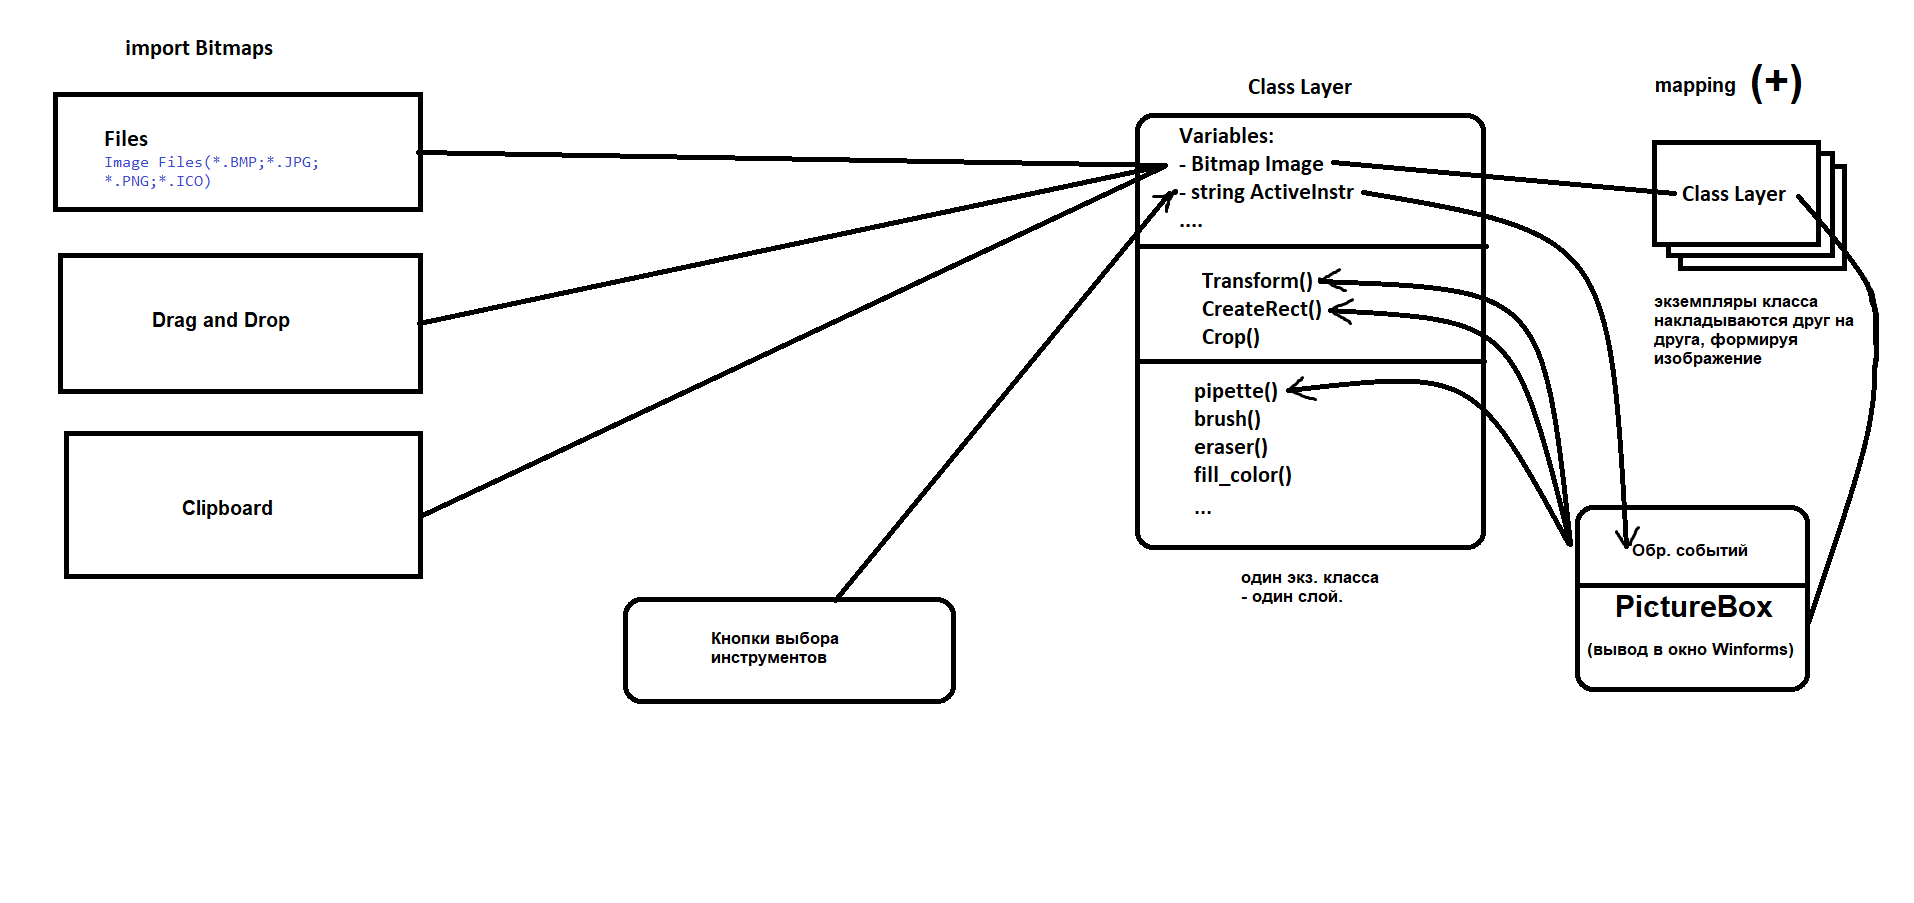 import Bitmaps
Files
Image Files(*.BMP;*.JPG;
*.PNG;*.ICO)
Drag and Drop
Clipboard
Кнопки выбора
инструментов
Class Layer
Variables:
- Bitmap Image
- string ActiveInstr
....
Transform()
CreateRect()
Crop()
pipette()
brush()
eraser()
fill_color()
...
один экз. класса
- один слой.
mapping (+)
Class Layer
экземпляры класса
накладываются друг на
друга, формируя
изображение
Обр. событий
PictureBox
(вывод в окно Winforms)